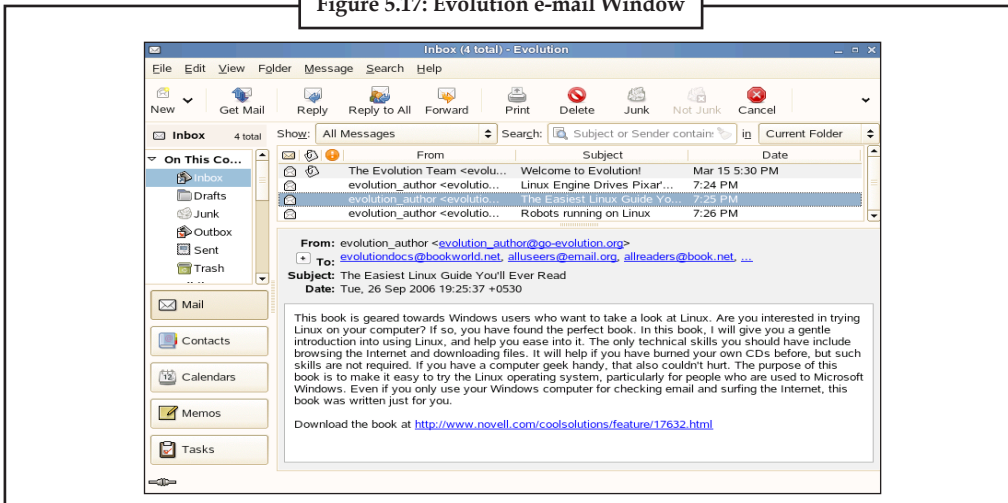 Figure 5.17: Evolution e-mail Window
Inbox (4 total) - Evolution
File Edit View Folder Message Search Help
New Get Mail Reply Reply to All Forward Print Delete Junk Not Junk Cancel
Inbox 4 total Show: All Messages Search: Subject or Sender contain: in Current Folder
On This Co...
Inbox
Drafts
Junk
Outbox
Sent
Trash
From Subject Date
The Evolution Team <evolu... Welcome to Evolution! Mar 15 5:30 PM
evolution_author <evolutio... Linux Engine Drives Pixar'... 7:24 PM
evolution_author <evolutio... The Easiest Linux Guide Yo... 7:25 PM
evolution_author <evolutio... Robots running on Linux 7:26 PM
From: evolution_author <evolution_author@go-evolution.org>
To: evolutiondocs@bookworld.net, alluseers@email.org, allreaders@book.net, ...
Subject: The Easiest Linux Guide You'll Ever Read
Date: Tue, 26 Sep 2006 19:25:37 +0530
This book is geared towards Windows users who want to take a look at Linux. Are you interested in trying
Linux on your computer? If so, you have found the perfect book. In this book, I will give you a gentle
introduction into using Linux, and help you ease into it. The only technical skills you should have include
browsing the Internet and downloading files. It will help if you have burned your own CDs before, but such
skills are not required. If you have a computer geek handy, that also couldn't hurt. The purpose of this
book is to make it easy to try the Linux operating system, particularly for people who are used to Microsoft
Windows. Even if you only use your Windows computer for checking email and surfing the Internet, this
book was written just for you.
Download the book at http://www.novell.com/coolsolutions/feature/17632.html
Mail
Contacts
Calendars
Memos
Tasks